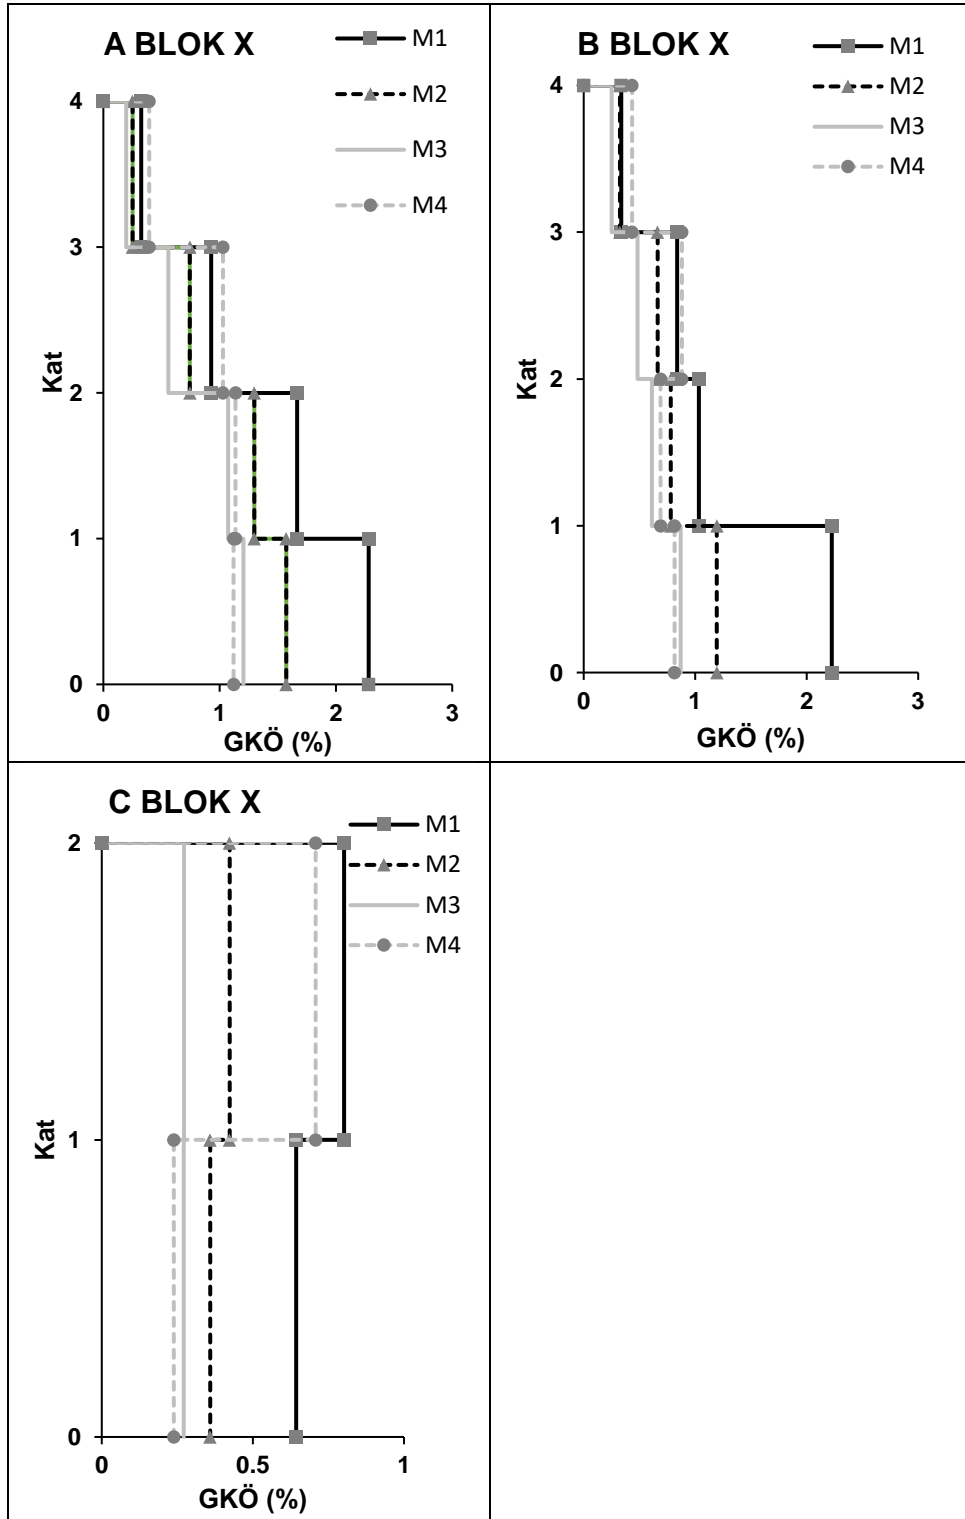 A BLOK X
M1
M2
M3
M4
4
3
2
1
0
Kat
0 1 2 3
GKÖ (%)
B BLOK X
M1
M2
M3
M4
4
3
2
1
0
Kat
0 1 2 3
GKÖ (%)
C BLOK X
M1
M2
M3
M4
2
1
0
Kat
0 0.5 1
GKÖ (%)